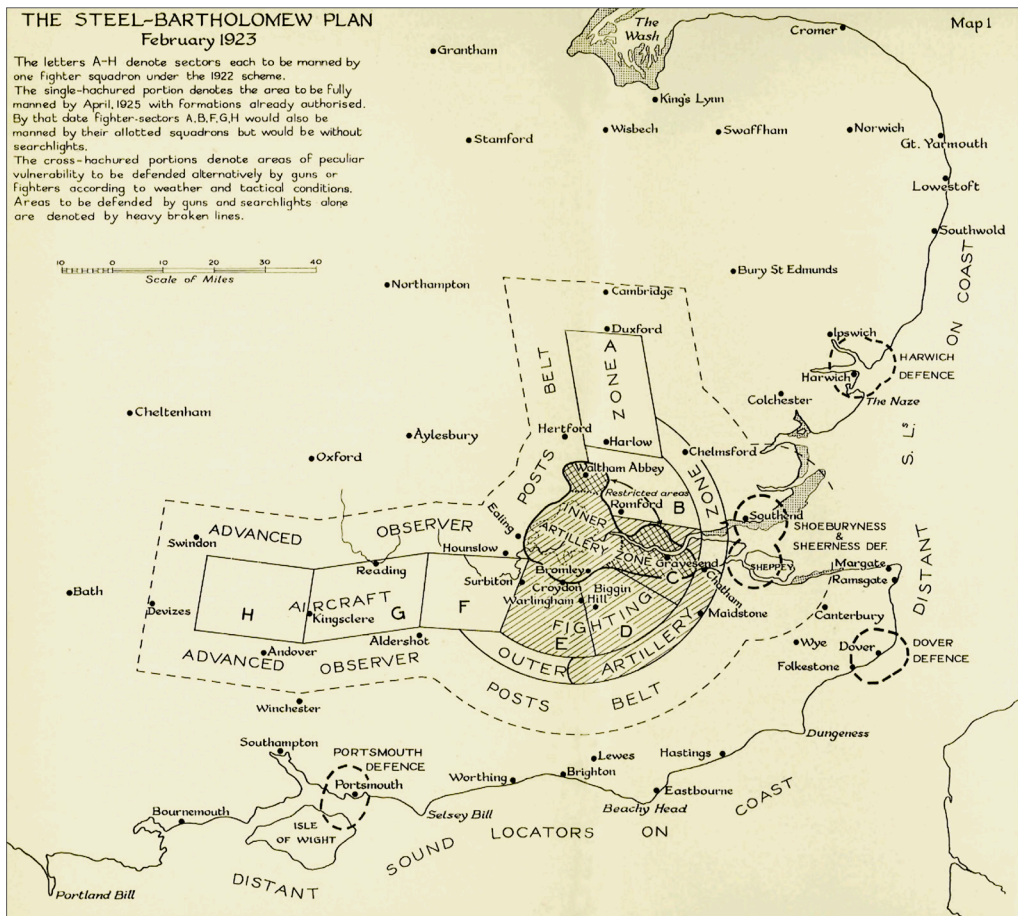 THE STEEL-BARTHOLOMEW PLAN
February 1923
Map 1
The letters A-H denote sectors each to be manned by
one fighter squadron under the 1922 scheme.
The single-hachured portion denotes the area to be fully
manned by April, 1925 with formations already authorised.
By that date fighter-sectors A,B,F,G,H would also be
manned by their allotted squadrons but would be without
searchlights.
The cross-hachured portions denote areas of peculiar
vulnerability to be defended alternatively by guns or
fighters according to weather and tactical conditions.
Areas to be defended by guns and searchlights alone
are denoted by heavy broken lines.
10 0 10 20 30 40
Scale of Miles
The
Wash
Cromer
Grantham
King's Lynn
Stamford
Wisbech
Swaffham
Norwich
Gt. Yarmouth
Lowestoft
Southwold
Bury St Edmunds
Northampton
Cambridge
Duxford
A
ZONE
BELT
Ipswich
Harwich
HARWICH
DEFENCE
The Naze
Colchester
ON COAST
S. Ls
DISTANT
Cheltenham
Aylesbury
Oxford
Hertford
Harlow
Chelmsford
POSTS
ZONE
Waltham Abbey
Restricted areas
Romford
B
INNER
ARTILLERY ZONE
Ealing
Southend
SHOEBURYNESS
&
SHEERNESS DEF.
SHEPPEY
Margate
Ramsgate
ADVANCED OBSERVER
Swindon
Hounslow
Reading
Surbiton
Bromley
Croydon
Gravesend
C
Chatham
Warlingham
Biggin
Hill
Bath
Devizes
H
AIRCRAFT
G
F
Kingsclere
FIGHTING
E
D
Maidstone
Canterbury
Aldershot
Andover
ADVANCED OBSERVER
OUTER ARTILLERY
POSTS BELT
Wye
Dover
DOVER
DEFENCE
Folkestone
Winchester
Southampton
PORTSMOUTH
DEFENCE
Portsmouth
Bournemouth
ISLE
OF WIGHT
Worthing
Lewes
Brighton
Hastings
Eastbourne
Beachy Head
Dungeness
Selsey Bill
Portland Bill
DISTANT SOUND LOCATORS ON COAST